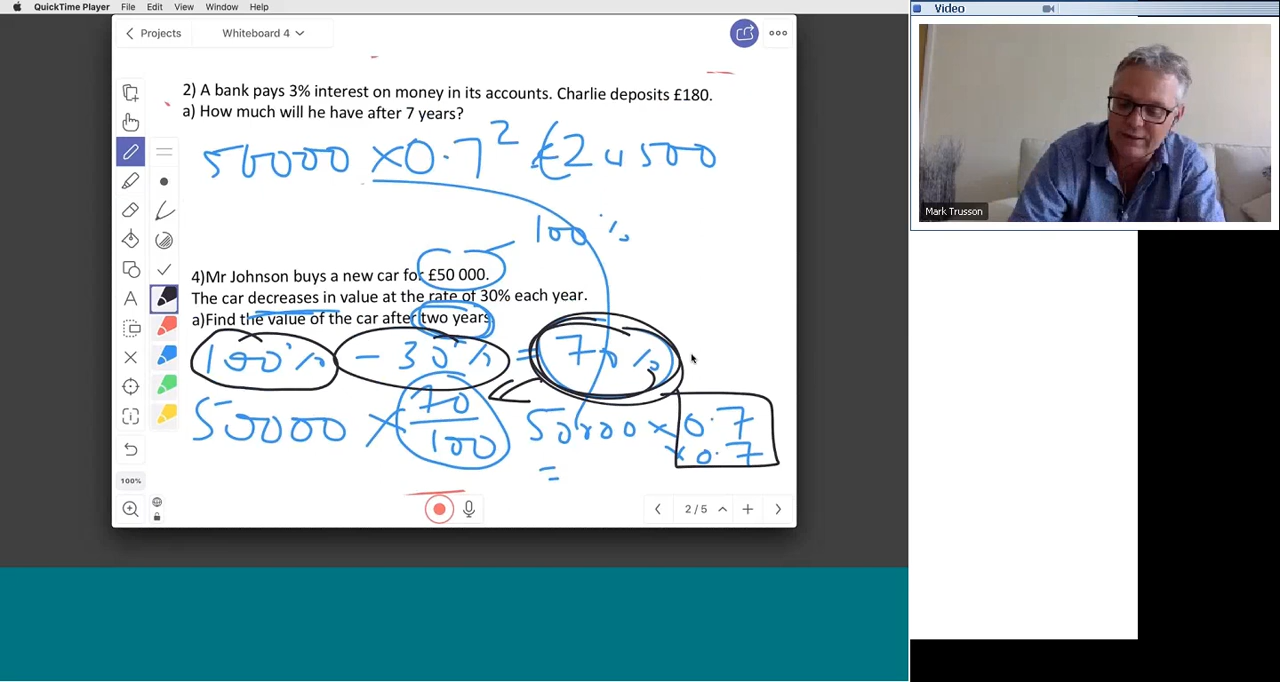 QuickTime Player File Edit View Window Help
Video
Projects
Whiteboard 4
2) A bank pays 3% interest on money in its accounts. Charlie deposits £180.
a) How much will he have after 7 years?
50000 ×0.7² £24500
100%
4)Mr Johnson buys a new car for £50 000.
The car decreases in value at the rate of 30% each year.
a)Find the value of the car after two years
100% - 30% = 70%
50000 × 70/100 50000 × 0.7
× 0.7
=
100%
2 / 5
Mark Trusson